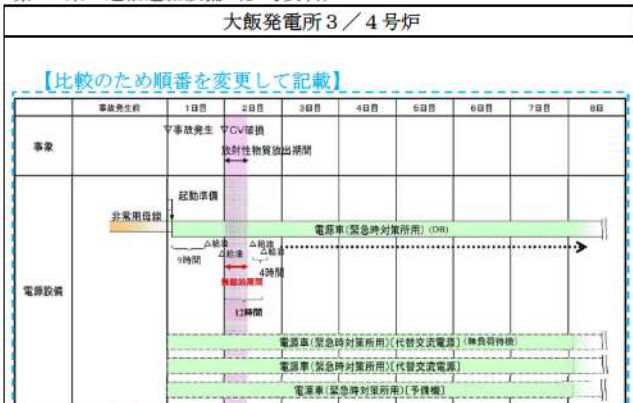 大飯発電所３／４号炉
【比較のため順番を変更して記載】
事故発生前 1日目 2日目 3日目 4日目 5日目 6日目 7日目 8日
事象
▽事故発生 ▽CV破損
放射性物質放出期間
電源設備
起動準備
非常用母線
電源車(緊急時対策所用) (DB)
△給油 △給油
△給油 △給油
9時間
4時間
12時間
電源車(緊急時対策所用)[代替交流電源] (無負荷待機)
電源車(緊急時対策所用)[代替交流電源]
電源車(緊急時対策所用)[予備機]